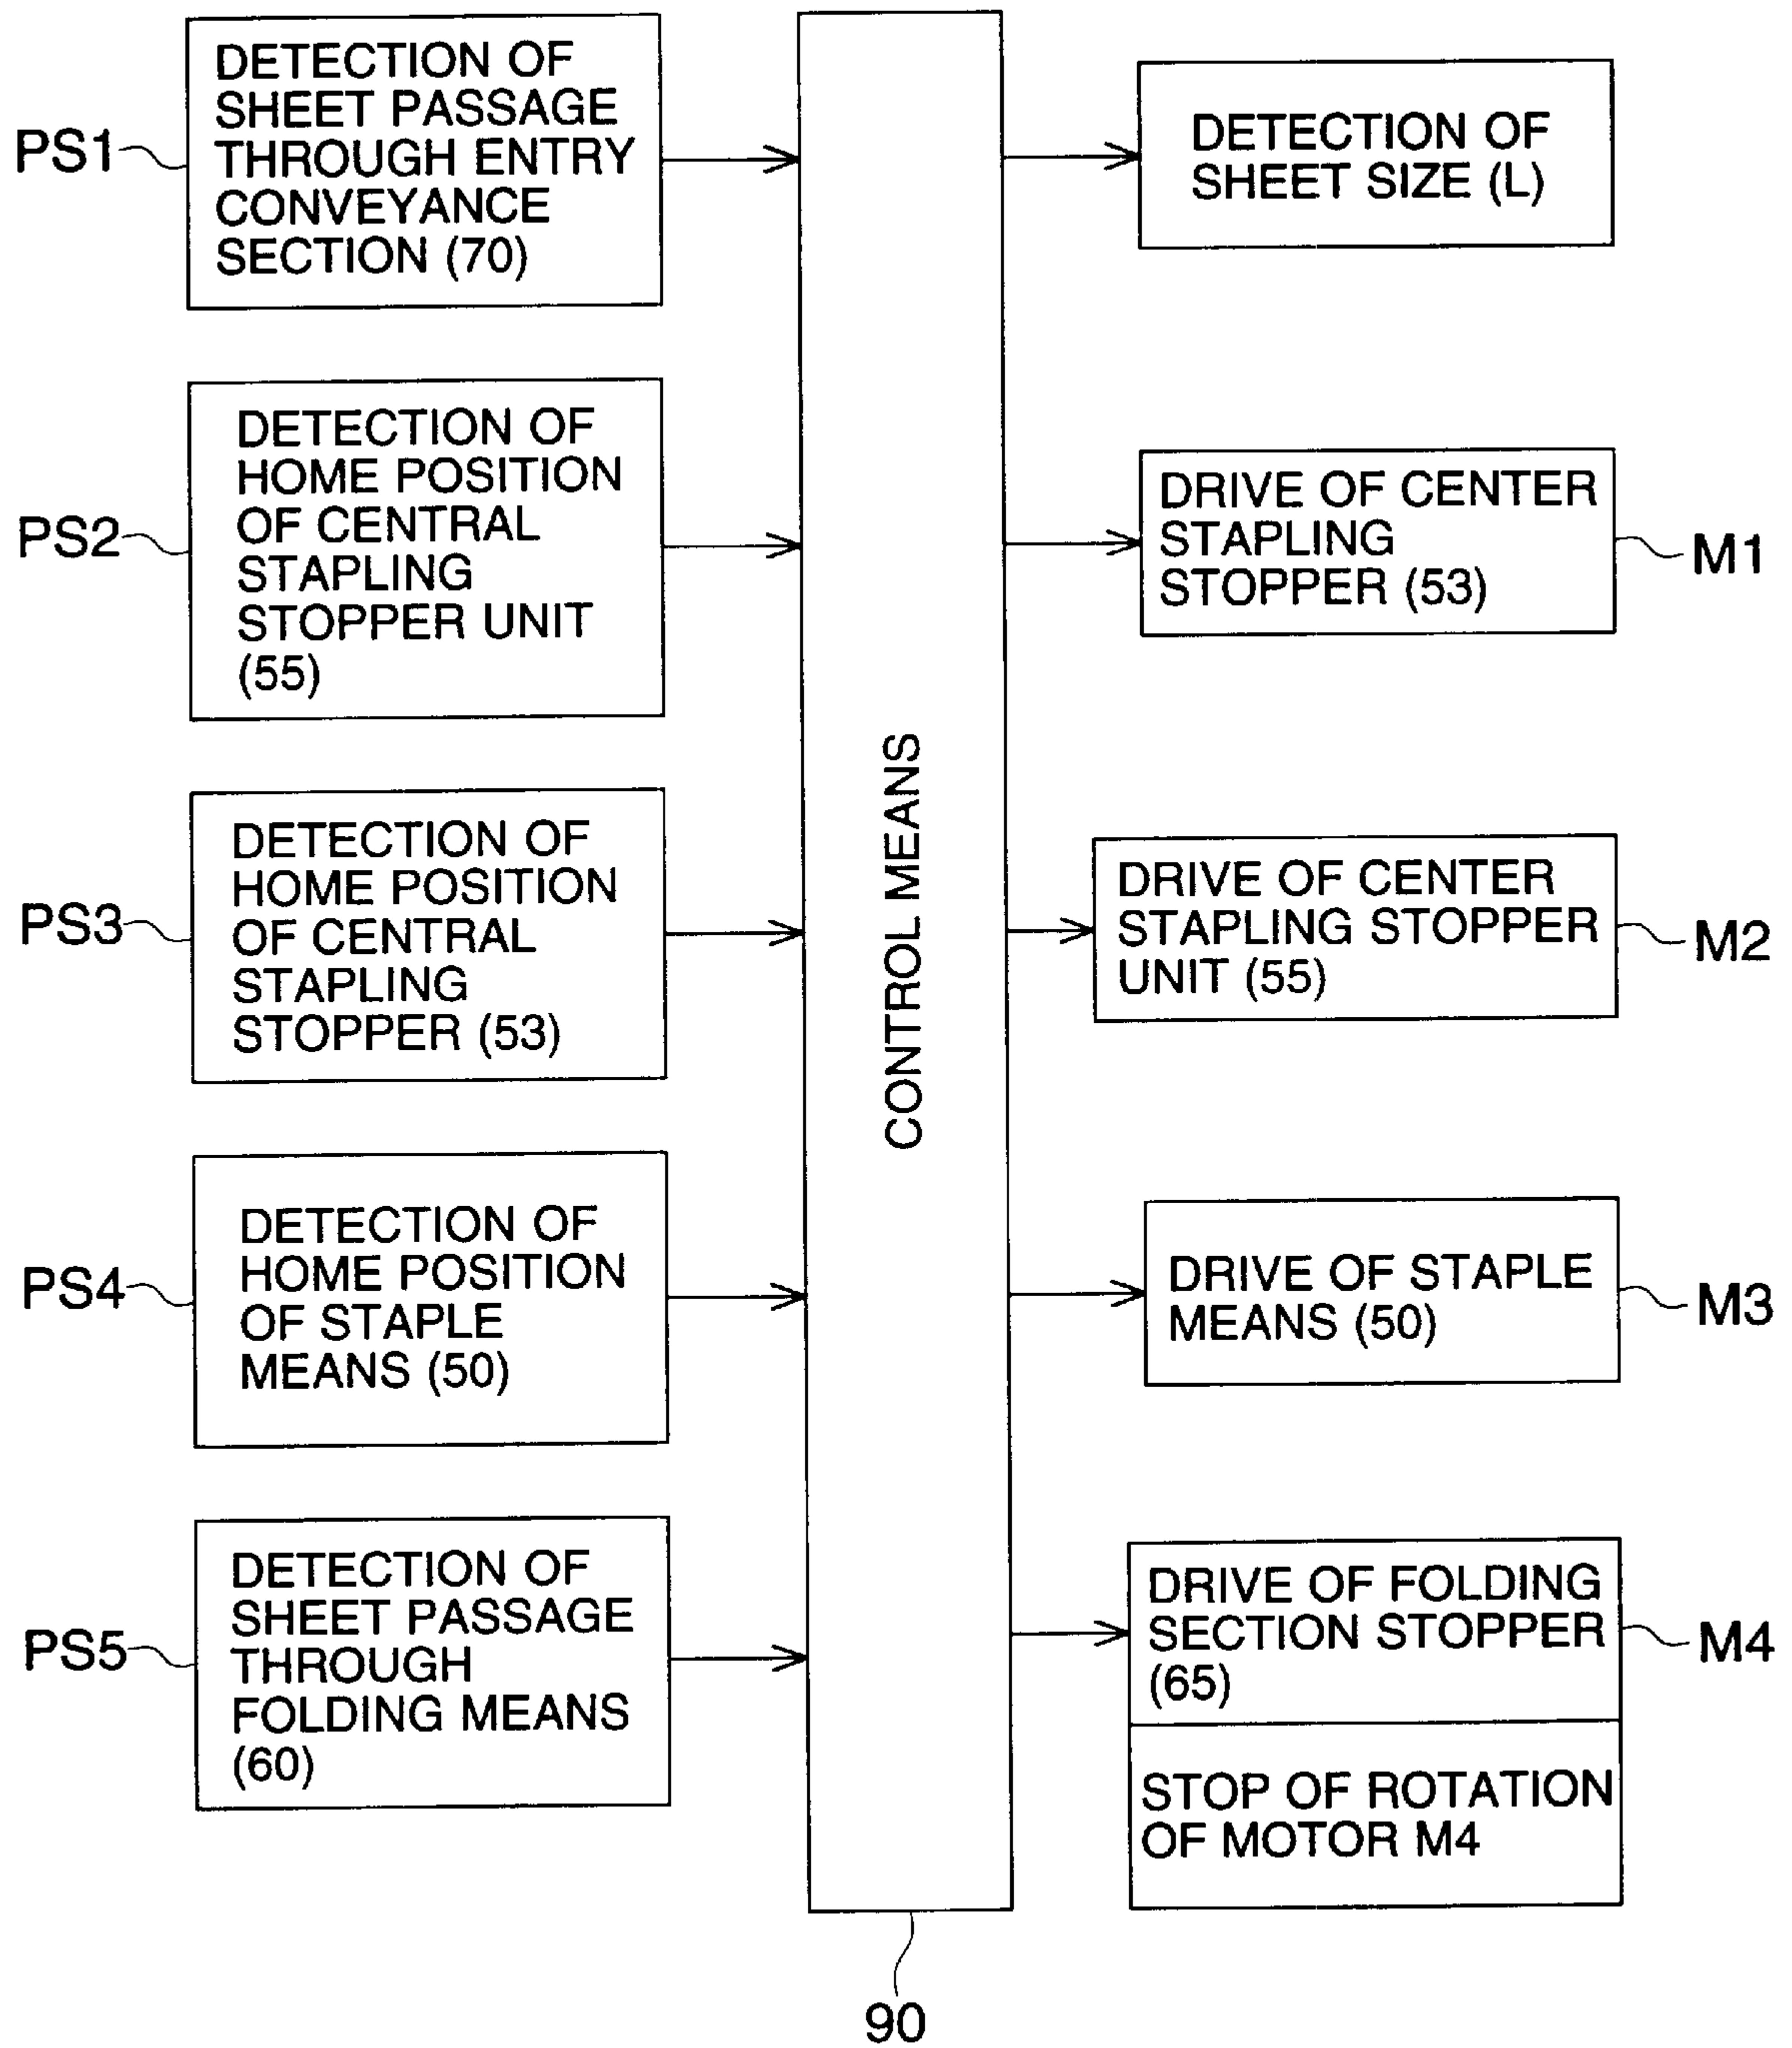 PS1
DETECTION OF
SHEET PASSAGE
THROUGH ENTRY
CONVEYANCE
SECTION (70)
PS2
DETECTION OF
HOME POSITION
OF CENTRAL
STAPLING
STOPPER UNIT
(55)
PS3
DETECTION OF
HOME POSITION
OF CENTRAL
STAPLING
STOPPER (53)
PS4
DETECTION OF
HOME POSITION
OF STAPLE
MEANS (50)
PS5
DETECTION OF
SHEET PASSAGE
THROUGH
FOLDING MEANS
(60)
CONTROL MEANS
90
DETECTION OF
SHEET SIZE (L)
DRIVE OF CENTER
STAPLING
STOPPER (53)
M1
DRIVE OF CENTER
STAPLING STOPPER
UNIT (55)
M2
DRIVE OF STAPLE
MEANS (50)
M3
DRIVE OF FOLDING
SECTION STOPPER
(65)
M4
STOP OF ROTATION
OF MOTOR M4